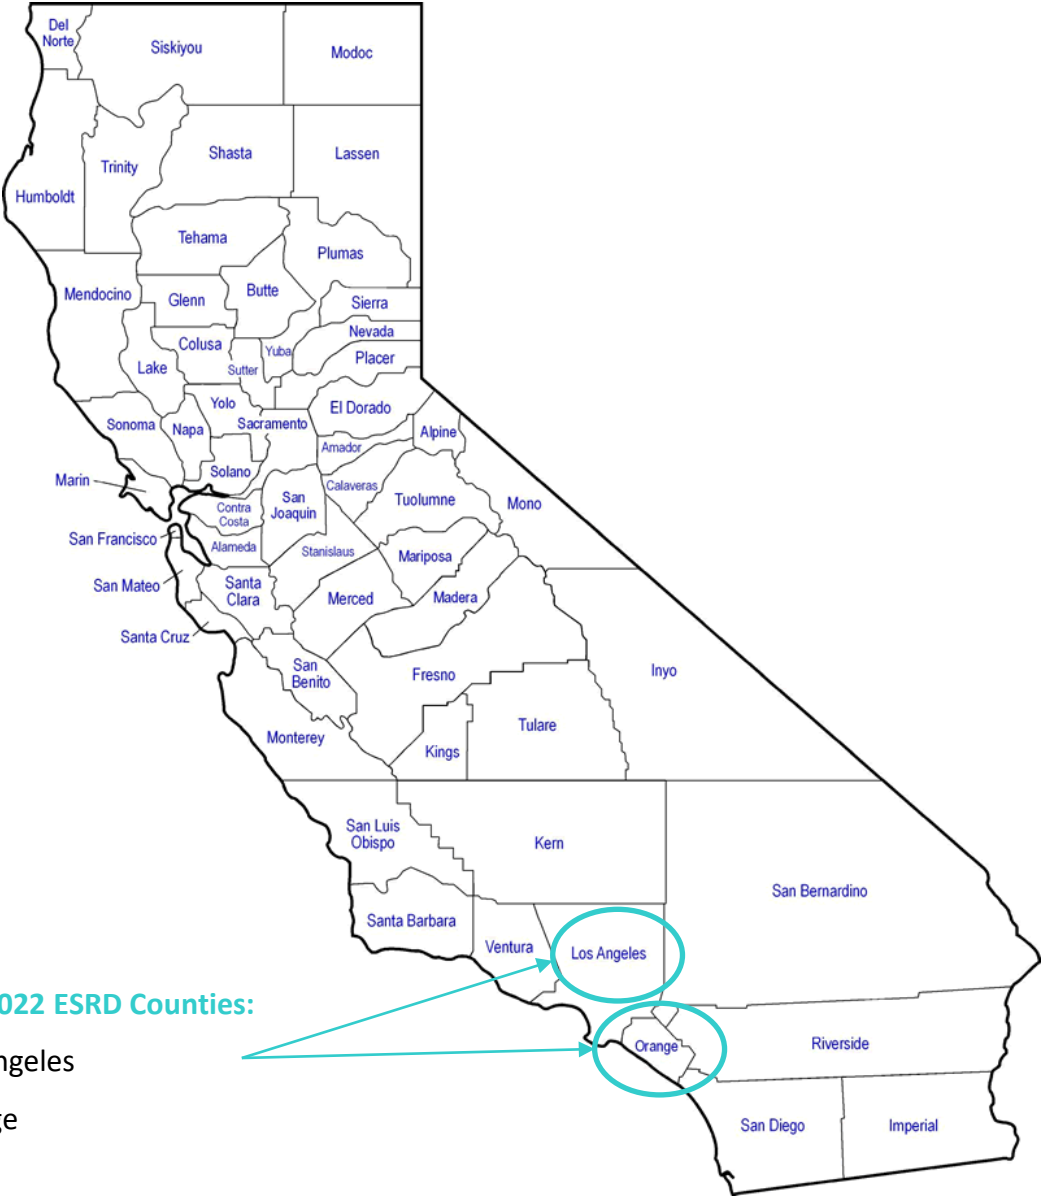 Del
Norte
Siskiyou
Modoc
Shasta
Lassen
Trinity
Humboldt
Tehama
Plumas
Mendocino
Glenn
Butte
Sierra
Nevada
Colusa
Yuba
Placer
Lake
Sutter
Yolo
El Dorado
Sonoma
Napa
Sacramento
Alpine
Amador
Solano
Marin
Calaveras
San
Joaquin
Tuolumne
Mono
Contra
Costa
San Francisco
Alameda
Stanislaus
Mariposa
San Mateo
Santa
Clara
Merced
Madera
Santa Cruz
San
Benito
Fresno
Inyo
Monterey
Kings
Tulare
San Luis
Obispo
Kern
San Bernardino
Santa Barbara
Ventura
Los Angeles
022 ESRD Counties:
Orange
Riverside
ngeles
ge
San Diego
Imperial